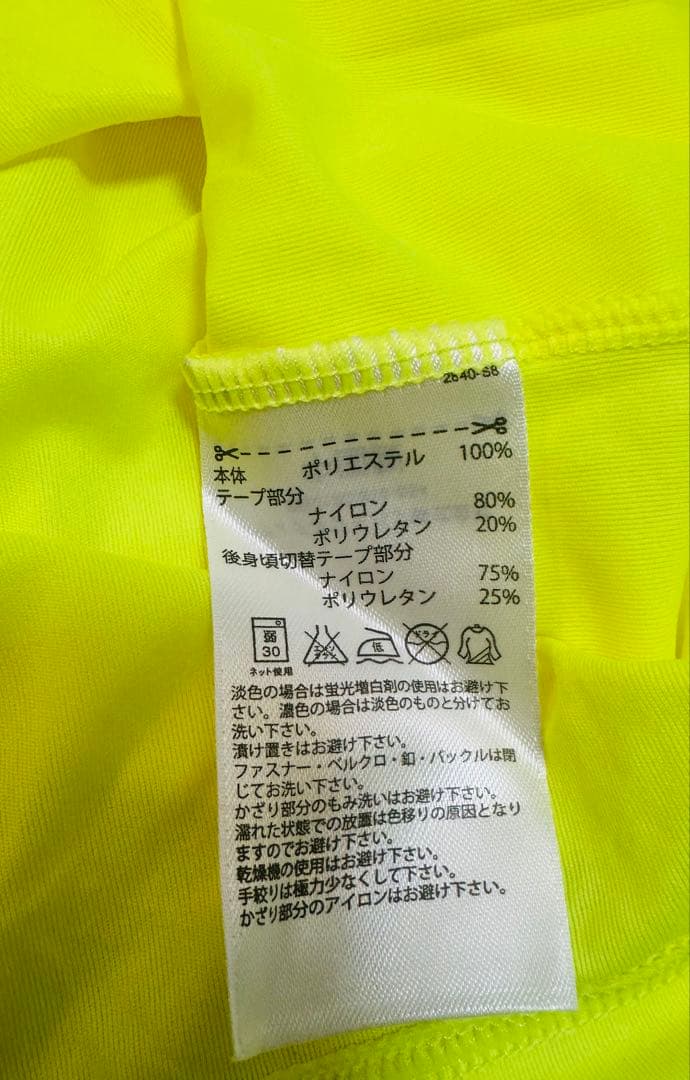 2840-S8
本体 ポリエステル 100%
テープ部分
ナイロン 80%
ポリウレタン 20%
後身頃切替テープ部分
ナイロン 75%
ポリウレタン 25%
弱
30
低
ネット使用
淡色の場合は蛍光増白剤の使用はお避け下
さい。濃色の場合は淡色のものと分けてお
洗い下さい。
漬け置きはお避け下さい。
ファスナー・ベルクロ・釦・バックルは閉
じてお洗い下さい。
かざり部分のもみ洗いはお避け下さい。
濡れた状態での放置は色移りの原因となり
ますのでお避け下さい。
乾燥機の使用はお避け下さい。
手絞りは極力少なくして下さい。
かざり部分のアイロンはお避け下さい。